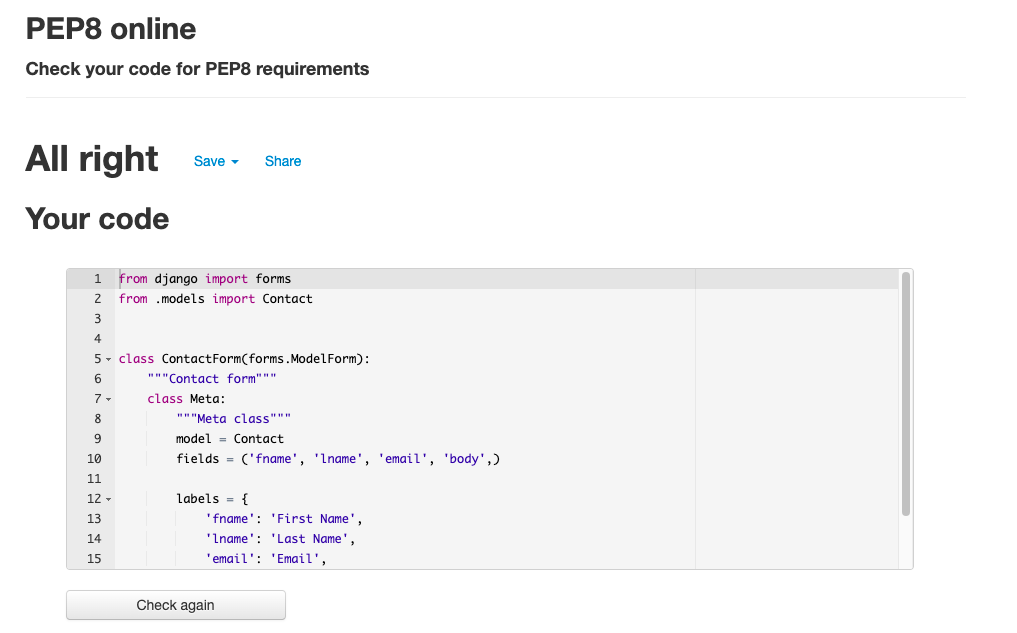 PEP8 online
Check your code for PEP8 requirements
All right Save Share
Your code
1 from django import forms
2 from .models import Contact
3
4
5 class ContactForm(forms.ModelForm):
6     """Contact form"""
7     class Meta:
8         """Meta class"""
9         model = Contact
10         fields = ('fname', 'lname', 'email', 'body',)
11
12         labels = {
13             'fname': 'First Name',
14             'lname': 'Last Name',
15             'email': 'Email',
Check again